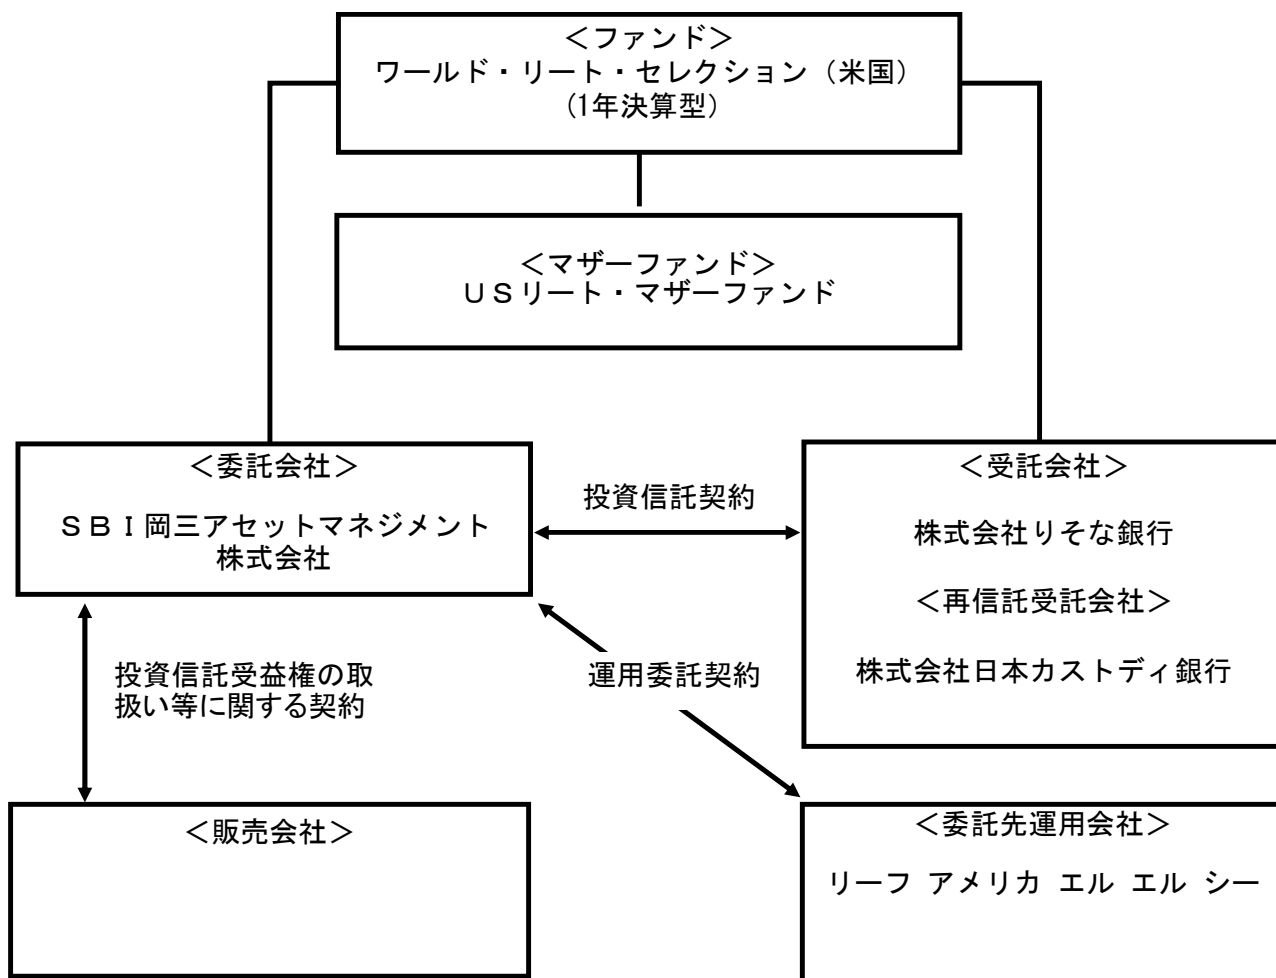 ＜ファンド＞
ワールド・リート・セレクション（米国）
(1年決算型)
＜マザーファンド＞
ＵＳリート・マザーファンド
＜委託会社＞
ＳＢＩ岡三アセットマネジメント
株式会社
投資信託契約
＜受託会社＞
株式会社りそな銀行
＜再信託受託会社＞
株式会社日本カストディ銀行
投資信託受益権の取
扱い等に関する契約
運用委託契約
＜販売会社＞
＜委託先運用会社＞
リーフ アメリカ エル エル シー